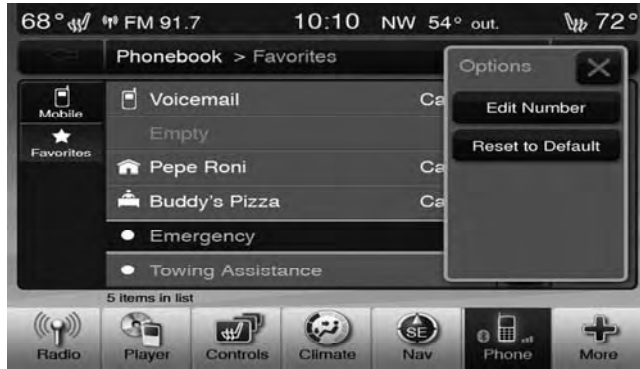 68° FM 91.7 10:10 NW 54° out. 72°
Phonebook > Favorites
Options
Mobile
Voicemail Ca
Edit Number
Favorites
Empty
Reset to Default
Pepe Roni Ca
Buddy's Pizza Ca
Emergency
Towing Assistance
5 items in list
SE
Radio Player Controls Climate Nav Phone More